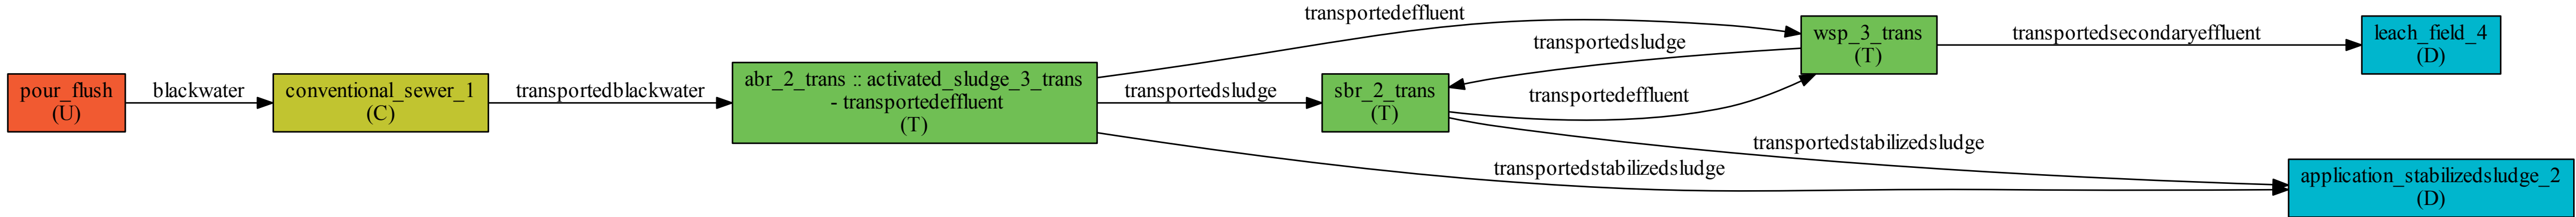 pour_flush
(U)
blackwater
conventional_sewer_1
(C)
transportedblackwater
abr_2_trans :: activated_sludge_3_trans
- transportedeffluent
(T)
transportedeffluent
transportedsludge
transportedstabilizedsludge
transportedsludge
sbr_2_trans
(T)
transportedeffluent
transportedstabilizedsludge
wsp_3_trans
(T)
transportedsecondaryeffluent
leach_field_4
(D)
application_stabilizedsludge_2
(D)